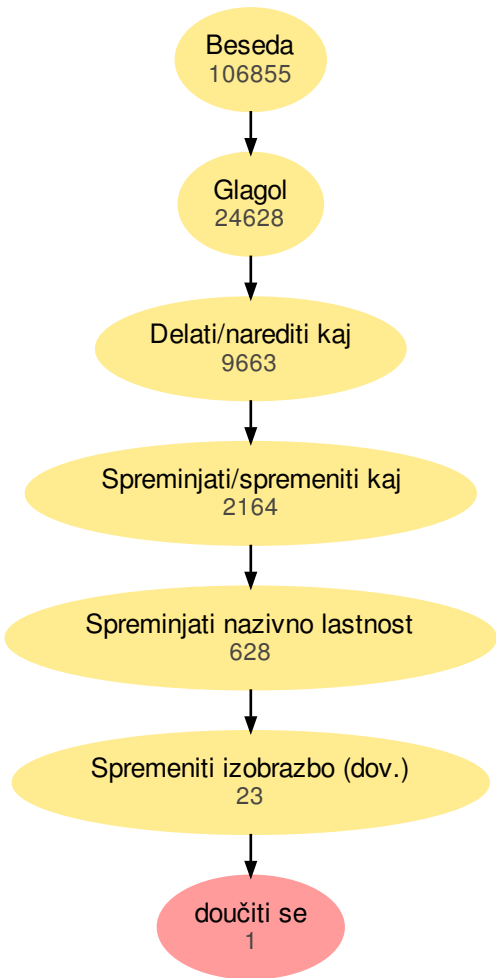 Beseda
106855
Glagol
24628
Delati/narediti kaj
9663
Spreminjati/spremeniti kaj
2164
Spreminjati nazivno lastnost
628
Spremeniti izobrazbo (dov.)
23
doučiti se
1